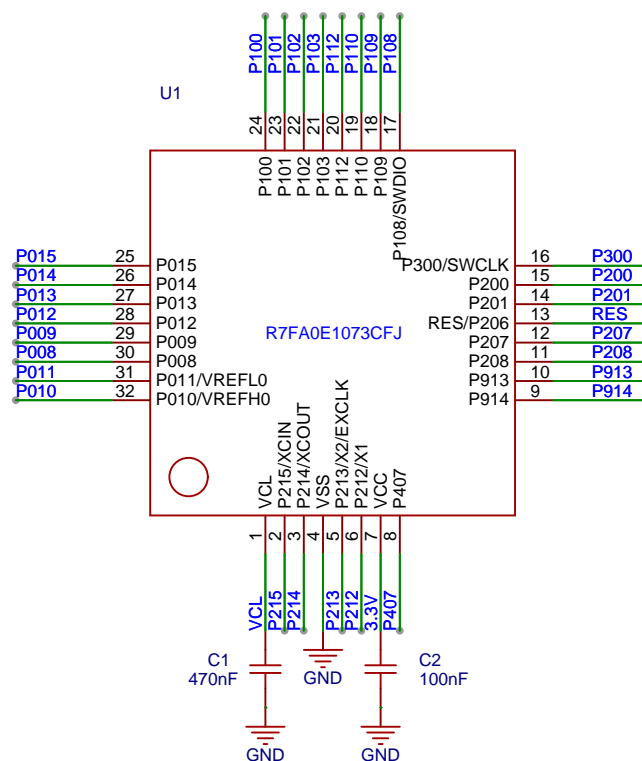 P100
P101
P102
P103
P112
P110
P109
P108
U1
24
23
22
21
20
19
18
17
P100
P101
P102
P103
P112
P110
P109
P108/SWDIO
P015 25 P015
P014 26 P014
P013 27 P013
P012 28 P012
P009 29 P009
P008 30 P008
P011 31 P011/VREFL0
P010 32 P010/VREFH0
R7FA0E1073CFJ
P300/SWCLK 16 P300
P200 15 P200
P201 14 P201
RES/P206 13 RES
P207 12 P207
P208 11 P208
P913 10 P913
P914 9 P914
VCL
P215/XCIN
P214/XCOUT
VSS
P213/X2/EXCLK
P212/X1
VCC
P407
1
2
3
4
5
6
7
8
VCL
P215
P214
P213
P212
3.3V
P407
C1
470nF
GND
C2
100nF
GND
GND